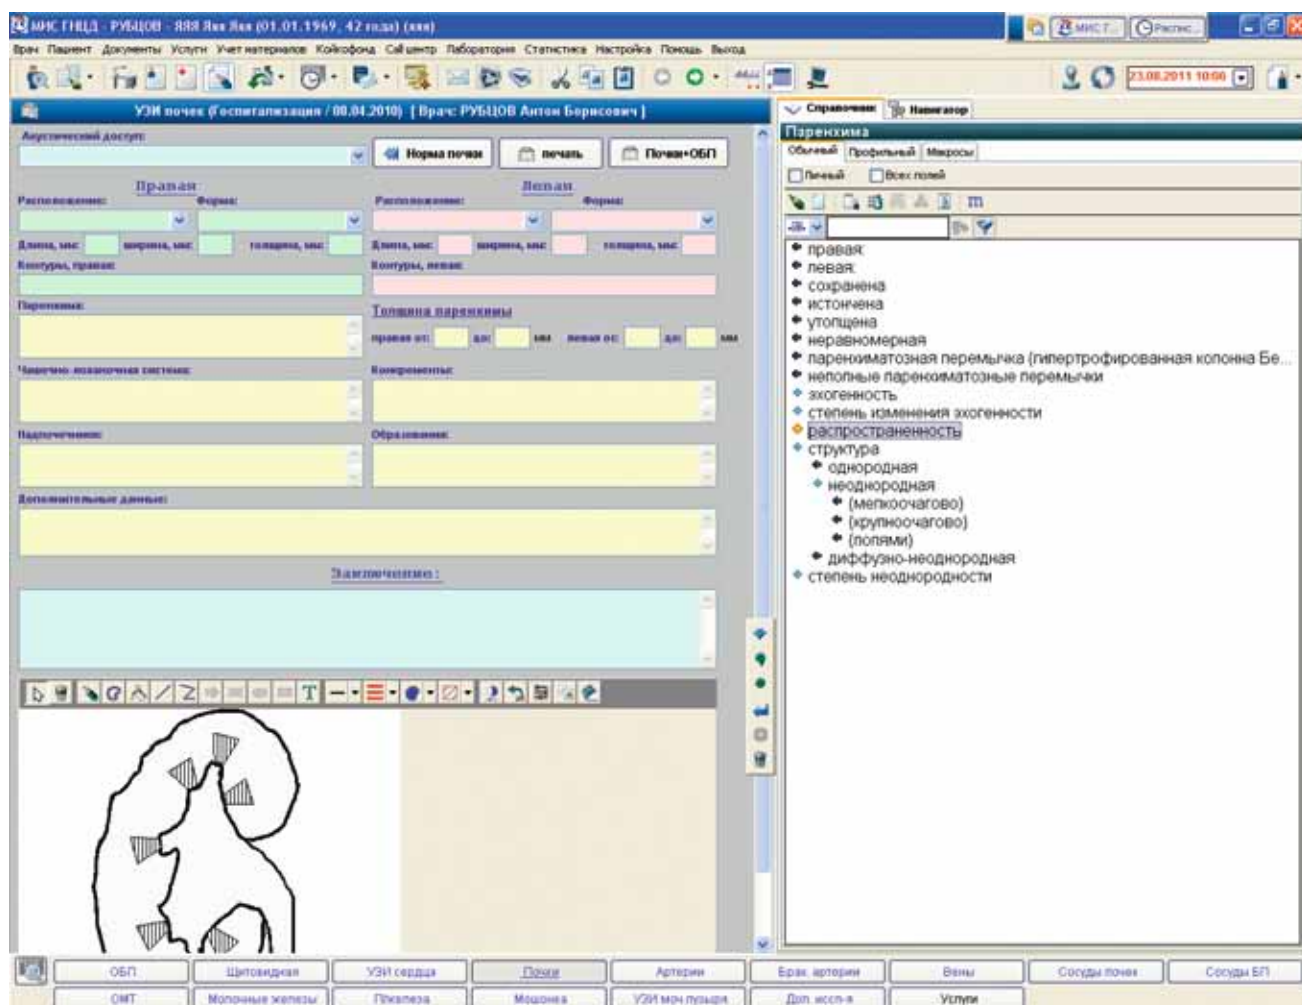 МИС ГНЦД - РУБЦОВ - ЯЯЯ Яяя Яяя (01.01.1969, 42 года) (яяя)
МИС Г... Распис...
Врач Пациент Документы Услуги Учет материалов Койкофонд Call центр Лаборатория Статистика Настройка Помощь Выход
23.08.2011 10:06
УЗИ почек (Госпитализация / 08.04.2010) [ Врач: РУБЦОВ Антон Борисович ]
Справочник Навигатор
Паренхима
Обычный Профильный Макросы
Личный Всех полей
m
Акустический доступ:
Норма почки печать Почки+ОБП
Правая Левая
Расположение: Форма: Расположение: Форма:
Длина, мм: ширина, мм: толщина, мм: Длина, мм: ширина, мм: толщина, мм:
Контуры, правая: Контуры, левая:
Паренхима: Толщина паренхимы
правая от: до: мм левая от: до: мм
Чашечно-лоханочная система: Конкременты:
Надпочечники: Образования:
Дополнительные данные:
Заключение:
T
правая:
левая:
сохранена
истончена
утолщена
неравномерная
паренхиматозная перемычка (гипертрофированная колонна Бе...
неполные паренхиматозные перемычки
эхогенность
степень изменения эхогенности
распространенность
структура
однородная
неоднородная
(мелкоочагово)
(крупноочагово)
(полями)
диффузно-неоднородная
степень неоднородности
ОБП Щитовидная УЗИ сердца Почки Артерии Брах. артерии Вены Сосуды почек Сосуды БП
ОМТ Молочные железы Плевра Мошонка УЗИ моч пузыря Доп. иссл-я Услуги